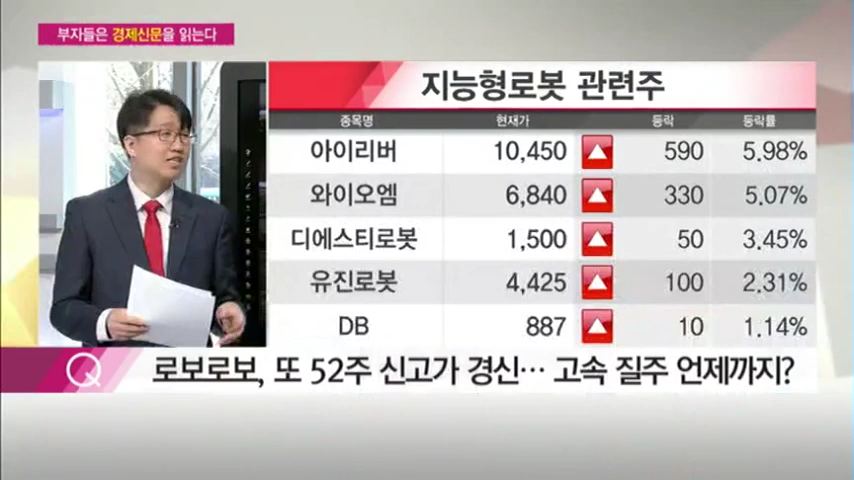 부자들은 경제신문을 읽는다
지능형로봇 관련주
종목명 현재가 등락 등락률
아이리버 10,450 ▲ 590 5.98%
와이오엠 6,840 ▲ 330 5.07%
디에스티로봇 1,500 ▲ 50 3.45%
유진로봇 4,425 ▲ 100 2.31%
DB 887 ▲ 10 1.14%
Q 로보로보, 또 52주 신고가 경신… 고속 질주 언제까지?